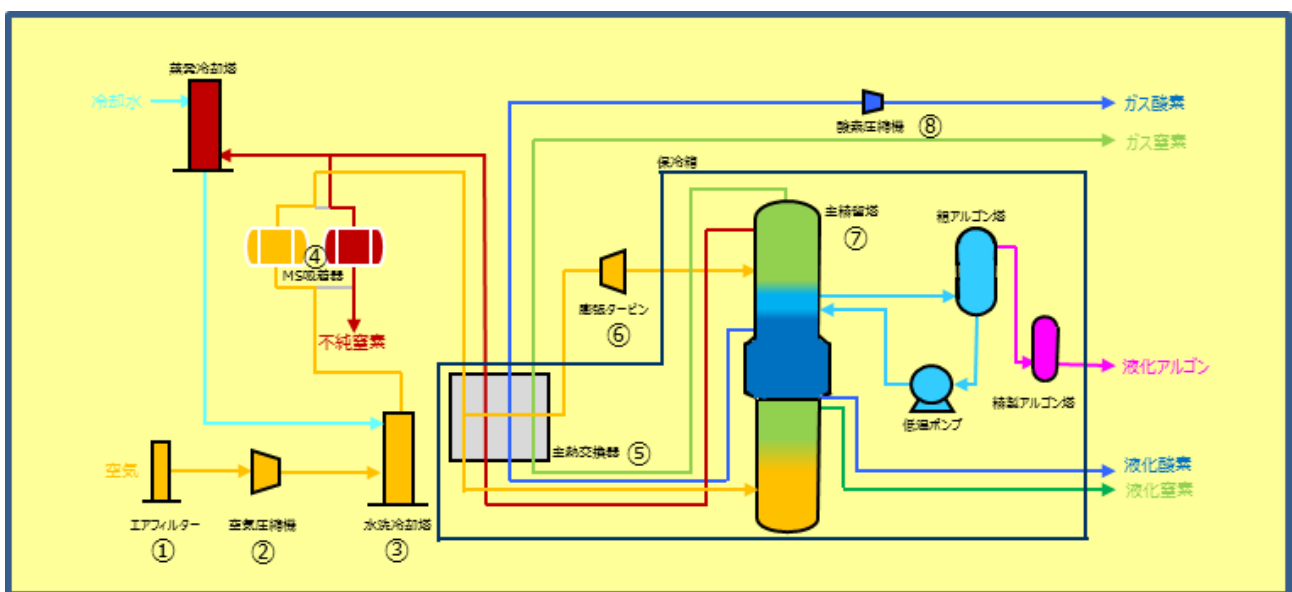 蒸発冷却塔
冷却水
酸素圧縮機 ⑧
ガス酸素
ガス窒素
保冷箱
主精留塔
⑦
粗アルゴン塔
④
MS吸着器
膨張タービン
⑥
不純窒素
液化アルゴン
精製アルゴン塔
低温ポンプ
主熱交換器 ⑤
空気
液化酸素
液化窒素
エアフィルター
①
空気圧縮機
②
水洗冷却塔
③